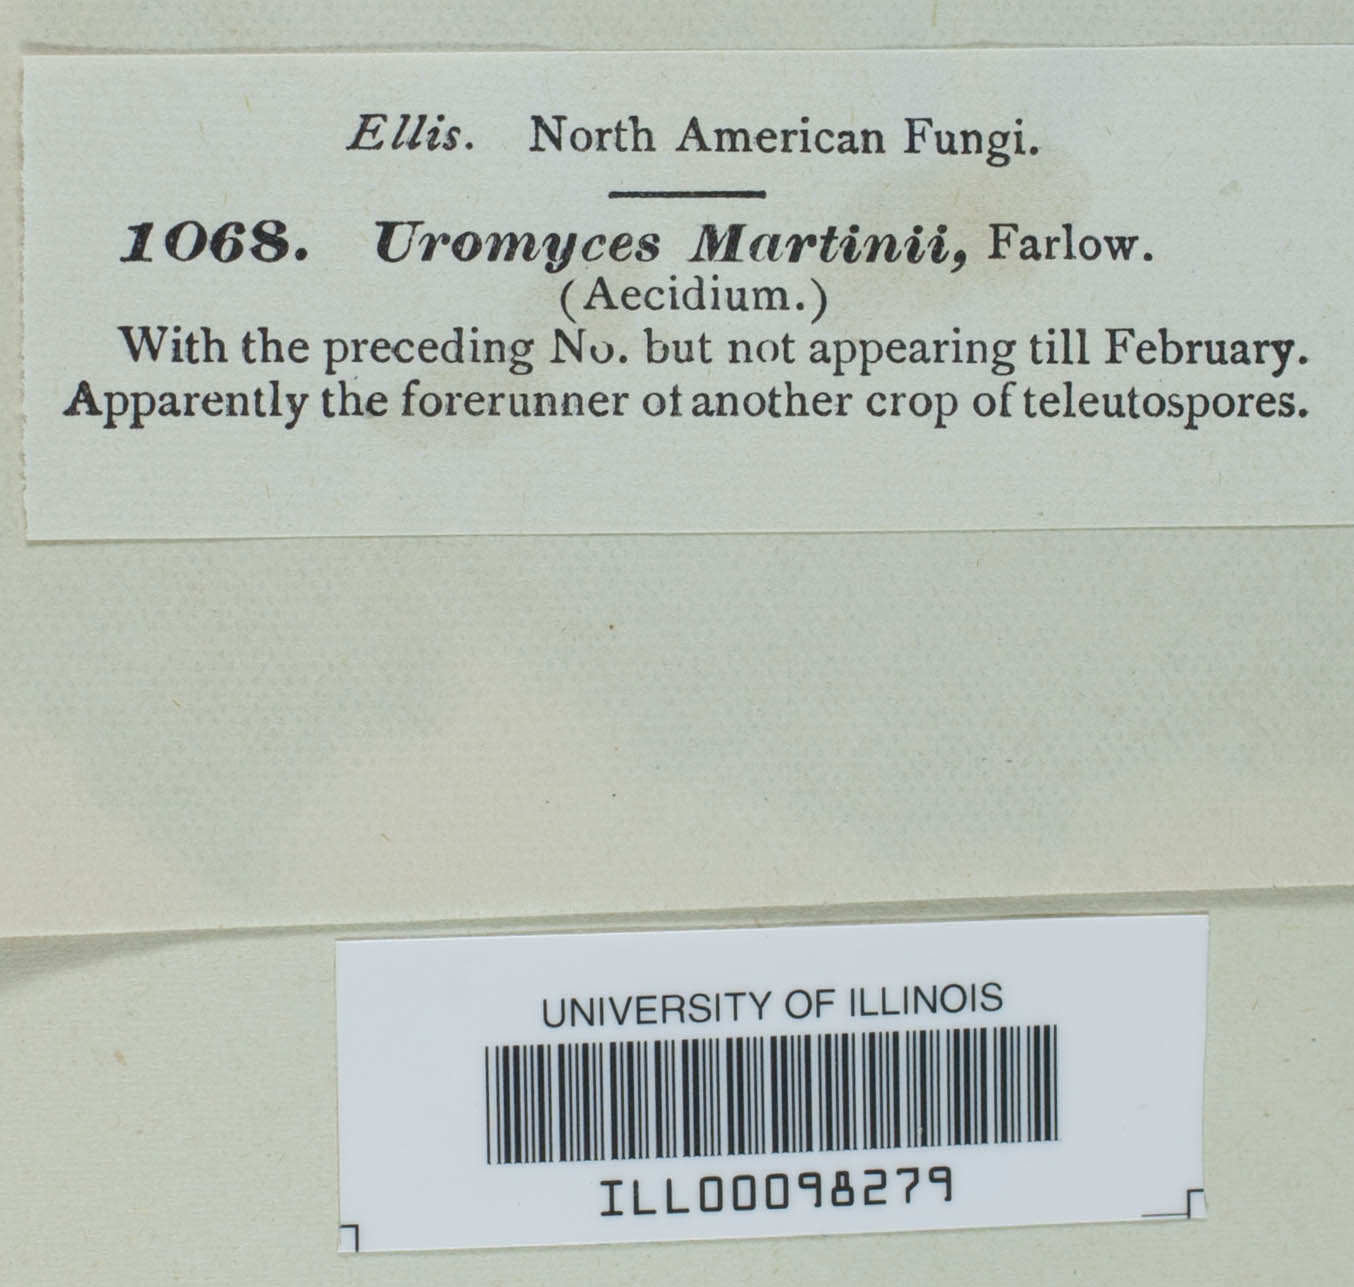 Ellis. North American Fungi.
1068. Uromyces Martinii, Farlow.
(Aecidium.)
With the preceding No. but not appearing till February.
Apparently the forerunner of another crop of teleutospores.
UNIVERSITY OF ILLINOIS
ILL00098279